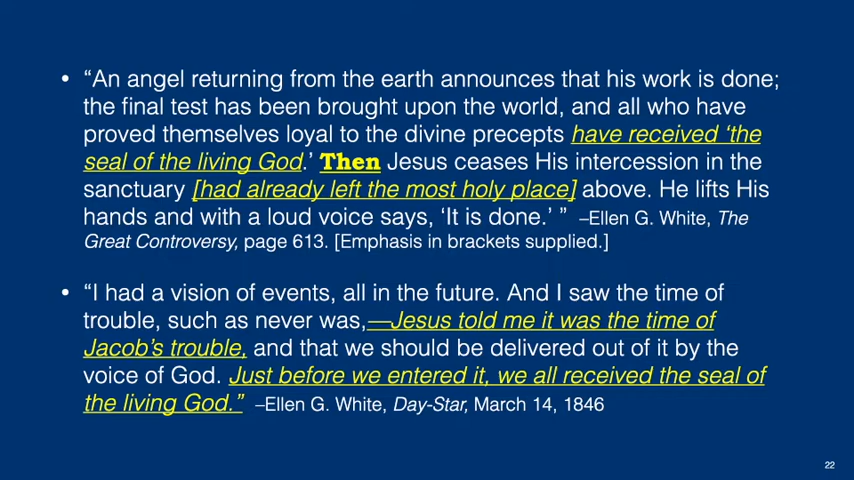 • “An angel returning from the earth announces that his work is done;
the final test has been brought upon the world, and all who have
proved themselves loyal to the divine precepts have received ‘the
seal of the living God.’ Then Jesus ceases His intercession in the
sanctuary [had already left the most holy place] above. He lifts His
hands and with a loud voice says, ‘It is done.’ ” –Ellen G. White, The
Great Controversy, page 613. [Emphasis in brackets supplied.]
• “I had a vision of events, all in the future. And I saw the time of
trouble, such as never was,—Jesus told me it was the time of
Jacob’s trouble, and that we should be delivered out of it by the
voice of God. Just before we entered it, we all received the seal of
the living God.” –Ellen G. White, Day-Star, March 14, 1846
22